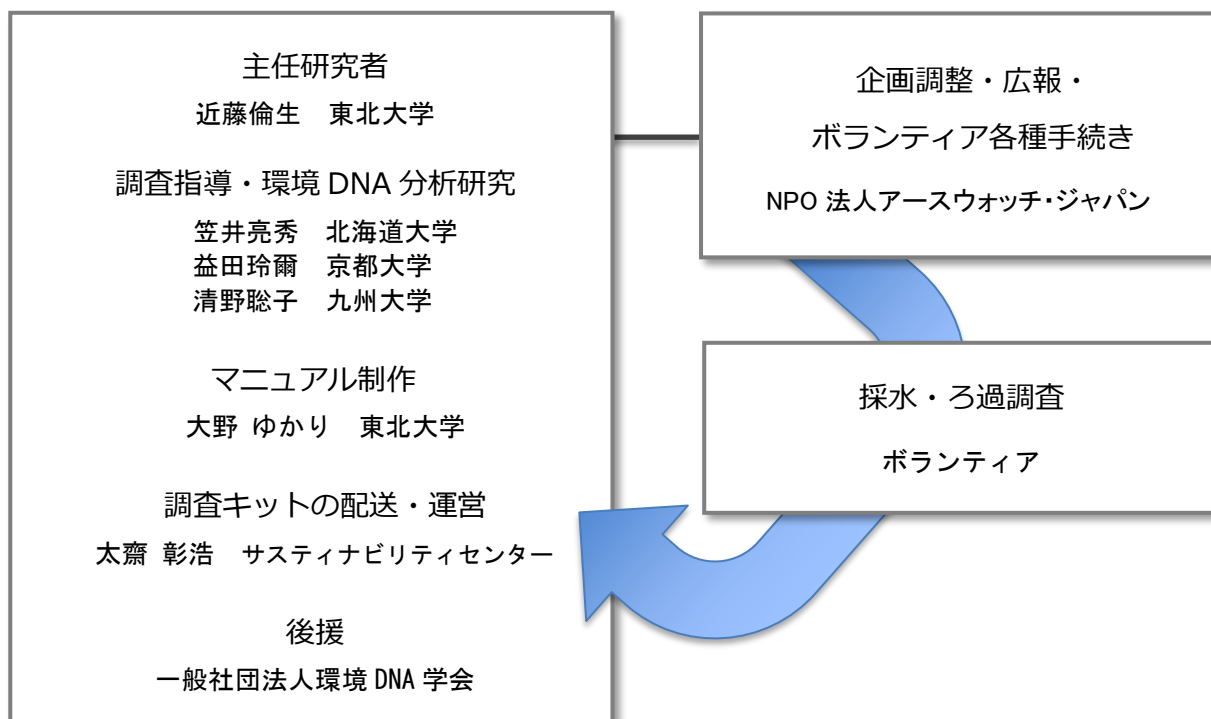 主任研究者
近藤倫生　東北大学
調査指導・環境 DNA 分析研究
笠井亮秀　北海道大学
益田玲爾　京都大学
清野聡子　九州大学
マニュアル制作
大野 ゆかり　東北大学
調査キットの配送・運営
太齋 彰浩　サスティナビリティセンター
後援
一般社団法人環境 DNA 学会
企画調整・広報・
ボランティア各種手続き
NPO 法人アースウォッチ・ジャパン
採水・ろ過調査
ボランティア